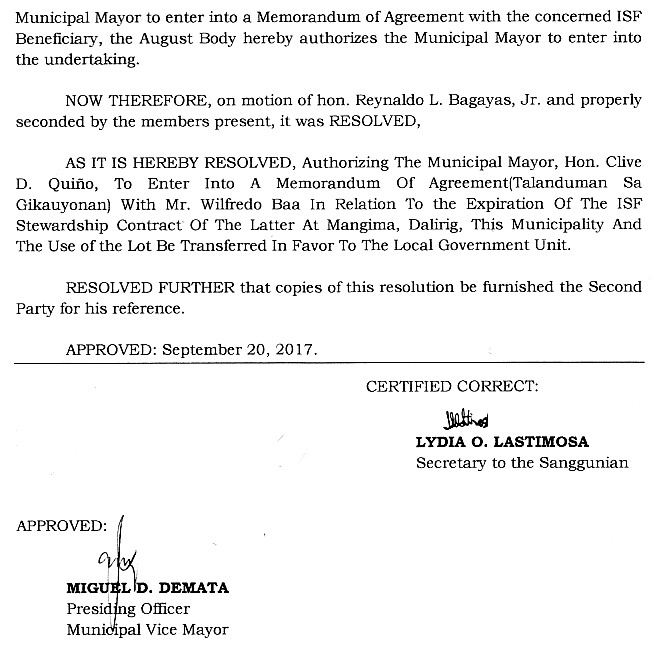 Municipal Mayor to enter into a Memorandum of Agreement with the concerned ISF
Beneficiary, the August Body hereby authorizes the Municipal Mayor to enter into
the undertaking.
NOW THEREFORE, on motion of hon. Reynaldo L. Bagayas, Jr. and properly
seconded by the members present, it was RESOLVED,
AS IT IS HEREBY RESOLVED, Authorizing The Municipal Mayor, Hon. Clive
D. Quiño, To Enter Into A Memorandum Of Agreement(Talanduman Sa
Gikauyonan) With Mr. Wilfredo Baa In Relation To the Expiration Of The ISF
Stewardship Contract Of The Latter At Mangima, Dalirig, This Municipality And
The Use of the Lot Be Transferred In Favor To The Local Government Unit.
RESOLVED FURTHER that copies of this resolution be furnished the Second
Party for his reference.
APPROVED: September 20, 2017.
CERTIFIED CORRECT:
LYDIA O. LASTIMOSA
Secretary to the Sanggunian
APPROVED:
MIGUEL D. DEMATA
Presiding Officer
Municipal Vice Mayor